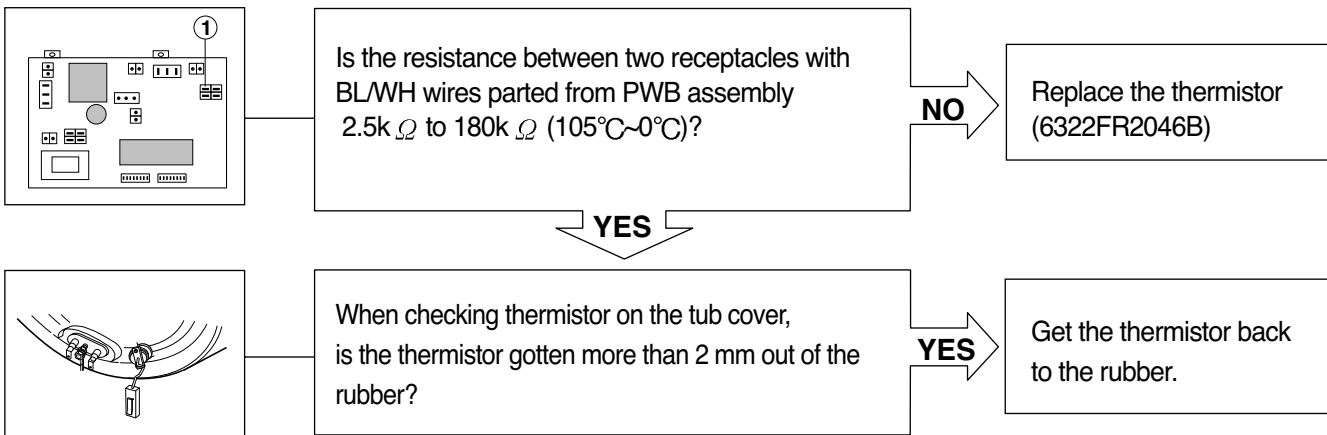 1
Is the resistance between two receptacles with
BL/WH wires parted from PWB assembly
2.5k Ω to 180k Ω (105℃~0℃)?
NO
Replace the thermistor
(6322FR2046B)
YES
When checking thermistor on the tub cover,
is the thermistor gotten more than 2 mm out of the
rubber?
YES
Get the thermistor back
to the rubber.